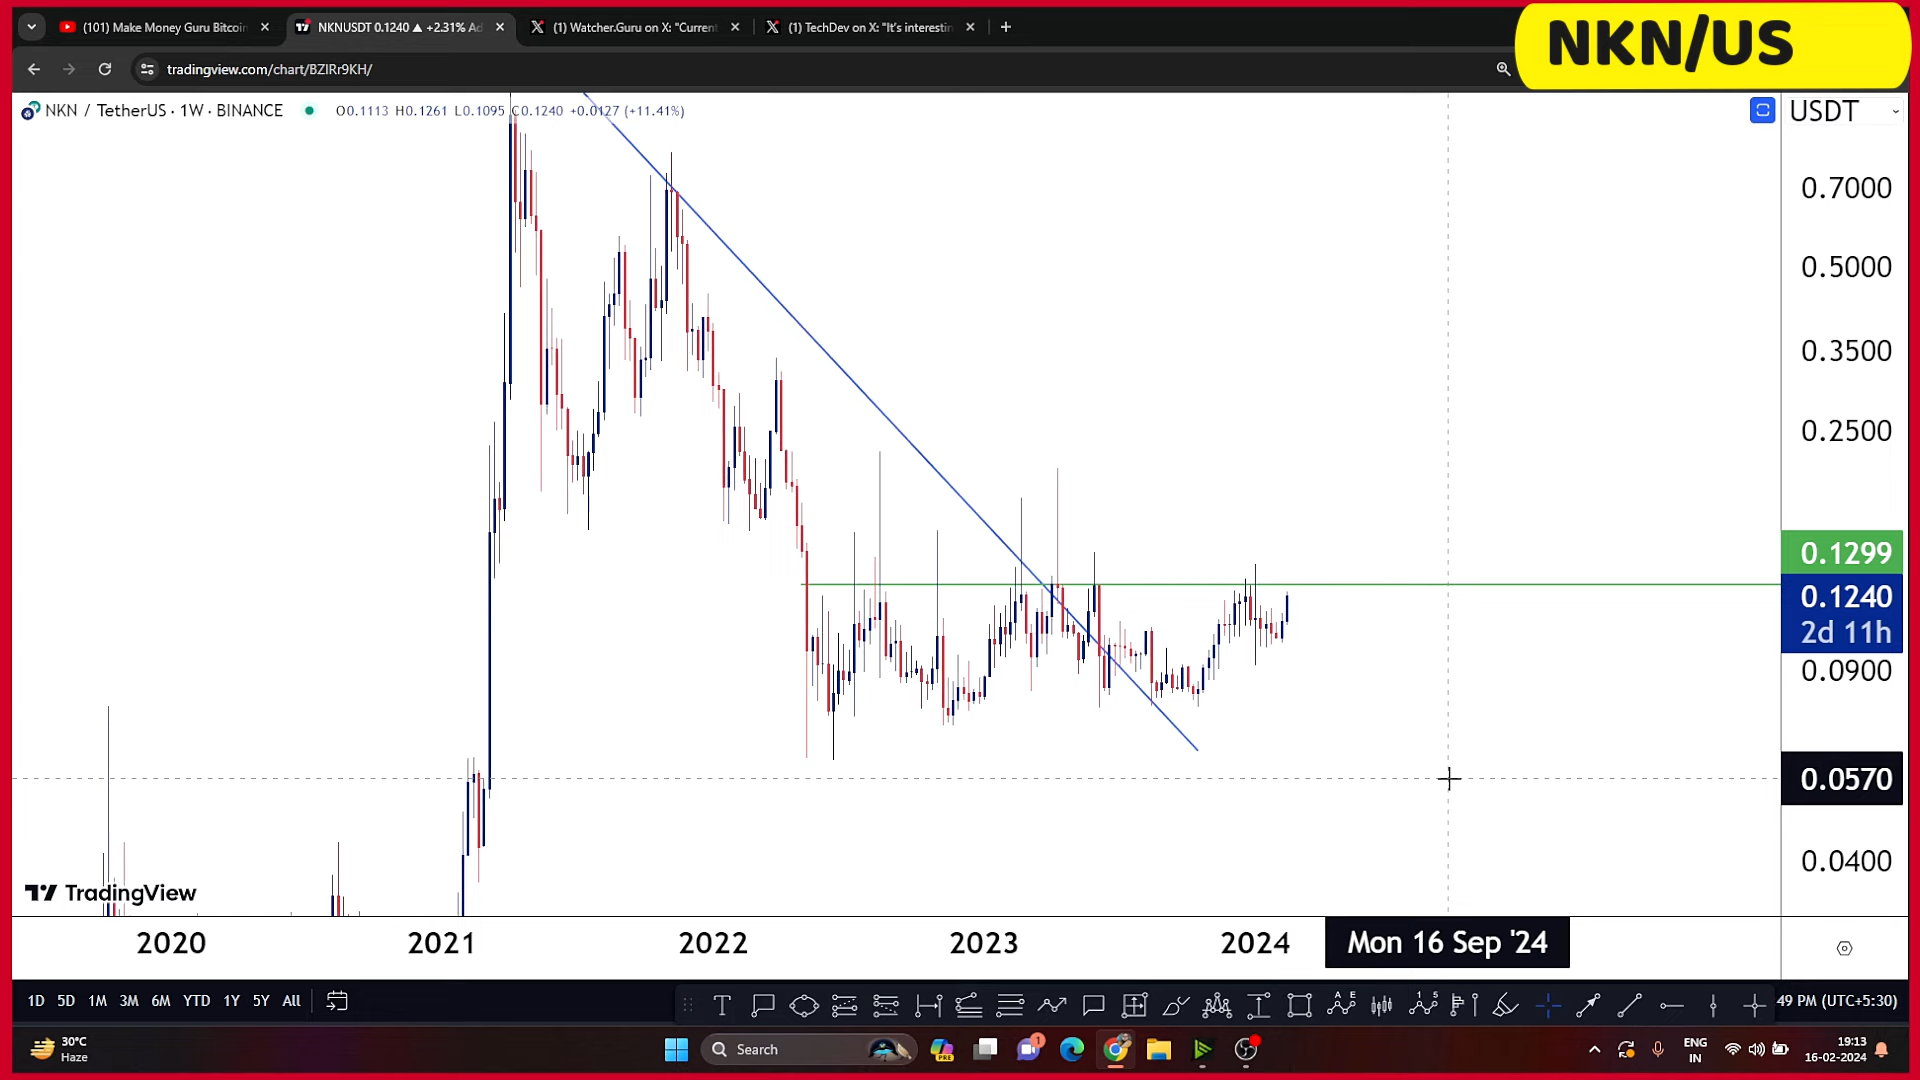 (101) Make Money Guru Bitcoin
NKNUSDT 0.1240 ▲ +2.31% Ad
(1) Watcher.Guru on X: "Current
(1) TechDev on X: "It's interestin
NKN/US
tradingview.com/chart/BZIRr9KH/
NKN / TetherUS · 1W · BINANCE
O0.1113 H0.1261 L0.1095 C0.1240 +0.0127 (+11.41%)
USDT
0.7000
0.5000
0.3500
0.2500
0.1299
0.1240
2d 11h
0.0900
0.0570
0.0400
TradingView
2020 2021 2022 2023 2024 Mon 16 Sep '24
1D 5D 1M 3M 6M YTD 1Y 5Y All
49 PM (UTC+5:30)
30°C
Haze
Search
PRE
1
ENG
IN
19:13
16-02-2024